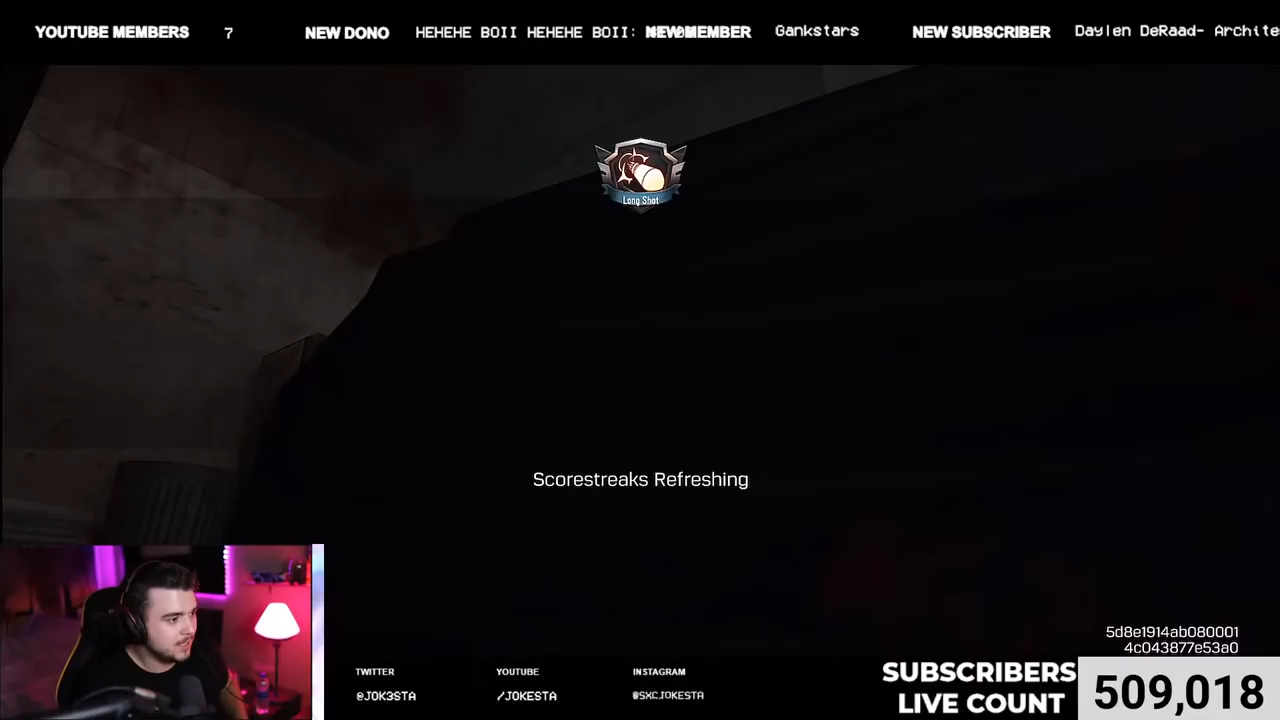 YOUTUBE MEMBERS 7 NEW DONO HEHEHE BOII HEHEHE BOII: NEW MEMBER Gankstars NEW SUBSCRIBER Daylen DeRaad- Archite
Long Shot
Scorestreaks Refreshing
5d8e1914ab080001
4c043877e53a0
TWITTER YOUTUBE INSTAGRAM
@JOK3STA /JOKESTA @SXCJOKESTA
SUBSCRIBERS
LIVE COUNT
509,018